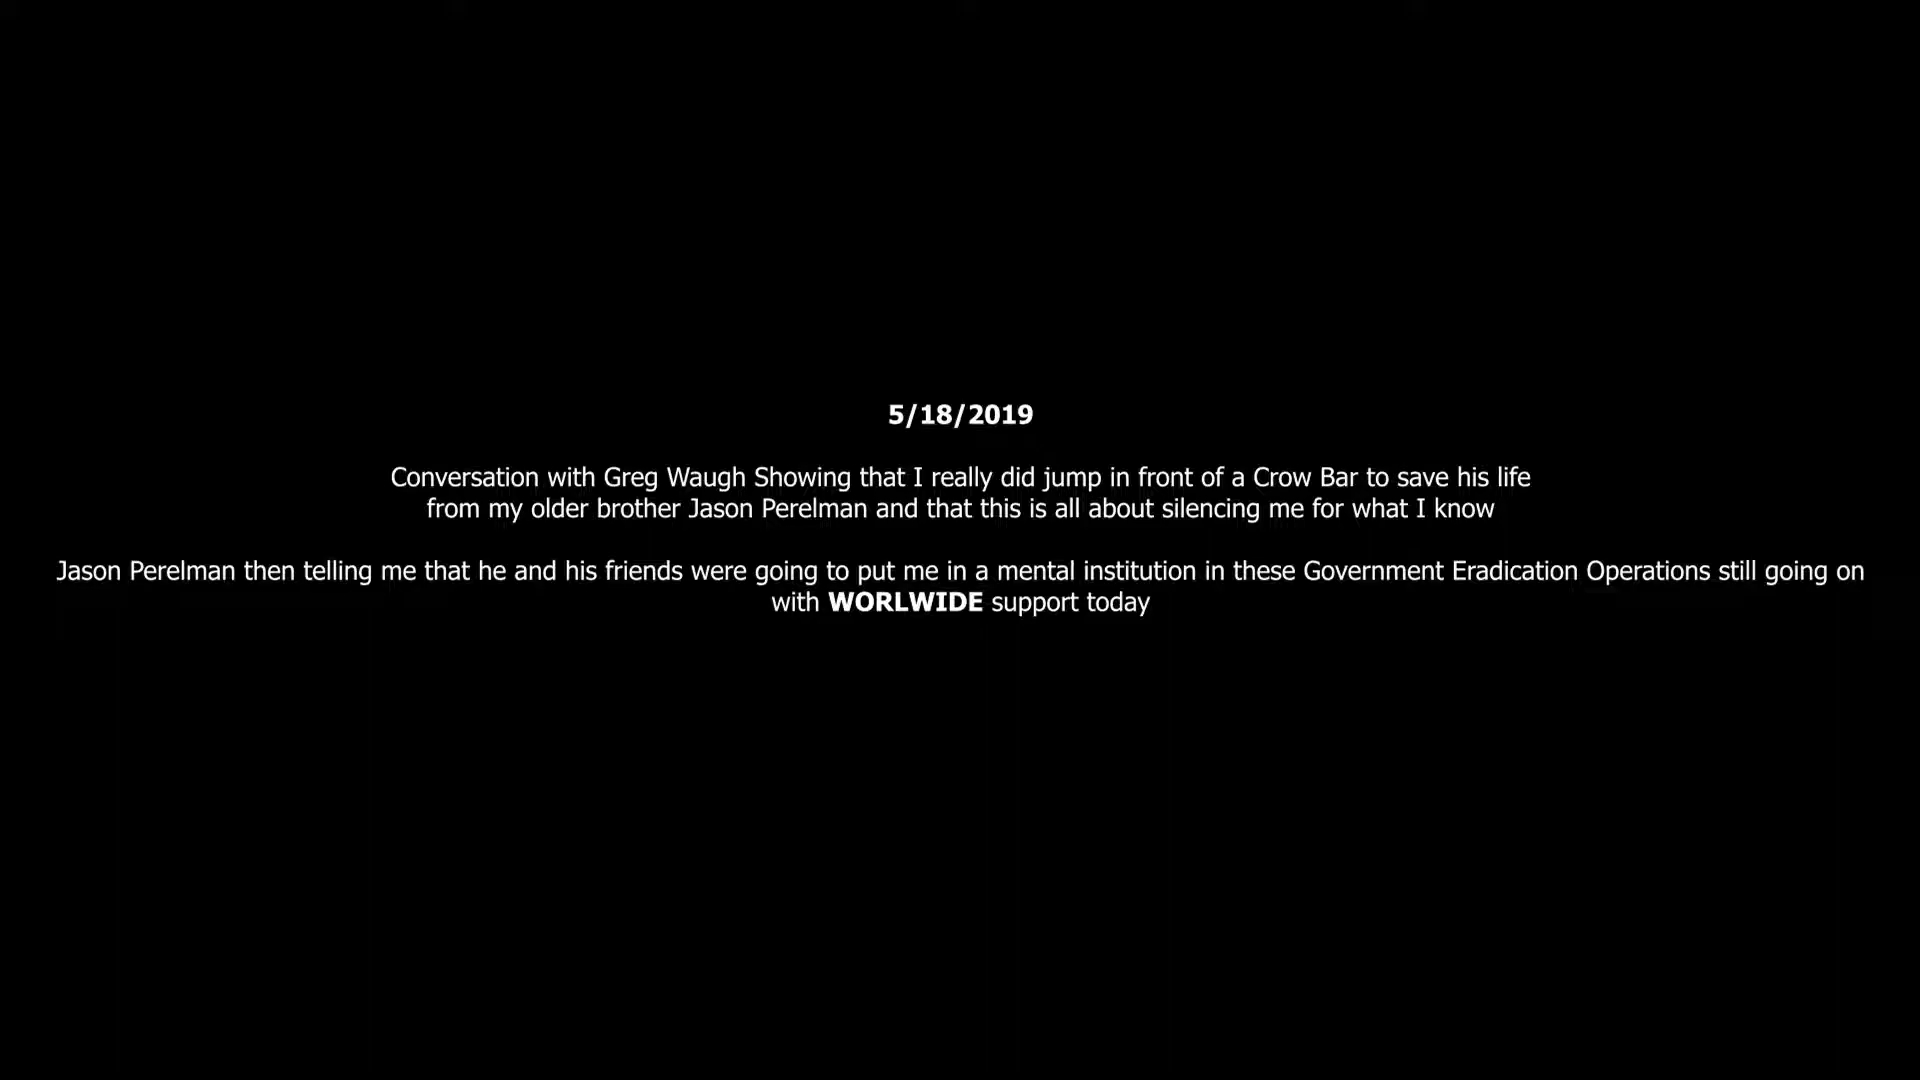 5/18/2019
Conversation with Greg Waugh Showing that I really did jump in front of a Crow Bar to save his life
from my older brother Jason Perelman and that this is all about silencing me for what I know
Jason Perelman then telling me that he and his friends were going to put me in a mental institution in these Government Eradication Operations still going on
with WORLWIDE support today